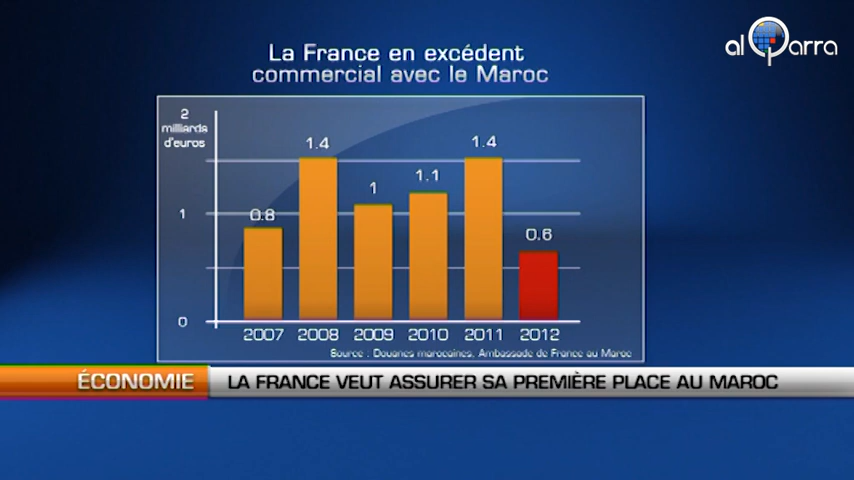 al Qarra
La France en excédent
commercial avec le Maroc
2
milliards
d'euros
1
0
0.8
1.4
1
1.1
1.4
0.6
2007 2008 2009 2010 2011 2012
Source : Douanes marocaines, Ambassade de France au Maroc
ÉCONOMIE LA FRANCE VEUT ASSURER SA PREMIÈRE PLACE AU MAROC